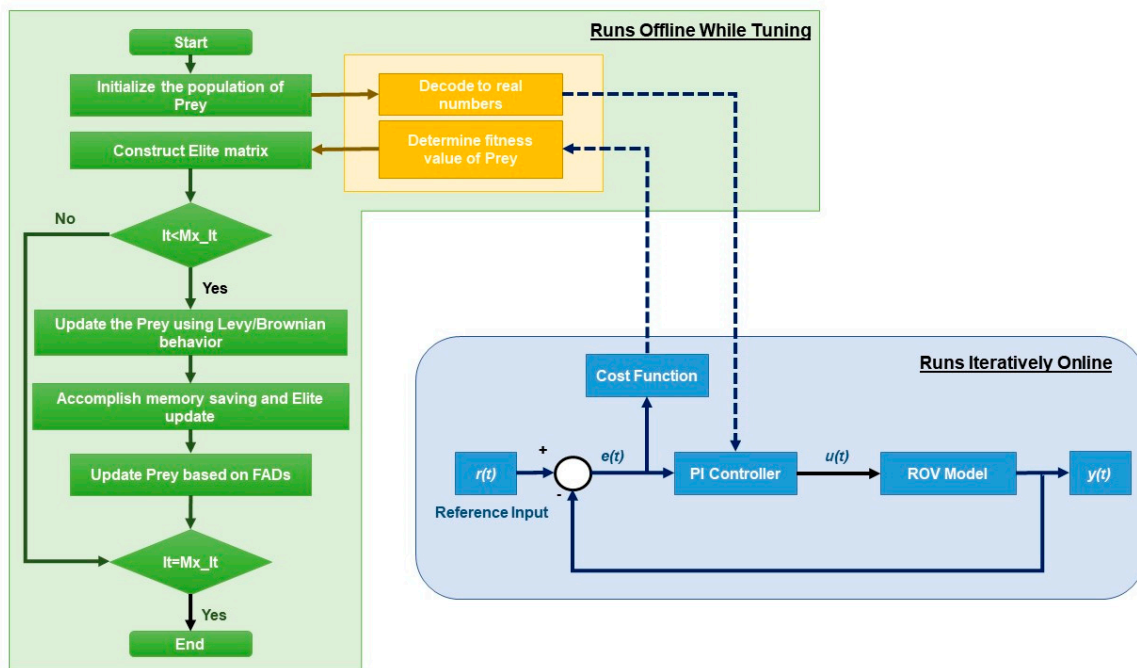 Runs Offline While Tuning
Start
Initialize the population of
Prey
Decode to real
numbers
Construct Elite matrix
Determine fitness
value of Prey
No
It<Mx_It
Yes
Update the Prey using Levy/Brownian
behavior
Accomplish memory saving and Elite
update
Update Prey based on FADs
It=Mx_It
Yes
End
Runs Iteratively Online
Cost Function
+
e(t)
u(t)
r(t)
PI Controller
ROV Model
y(t)
-
Reference Input